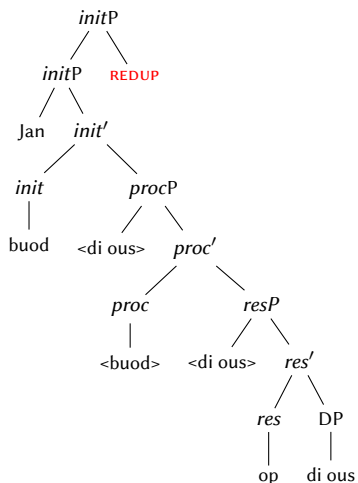 initP
initP REDUP
Jan init′
init procP
buod <di ous> proc′
proc resP
<buod> <di ous> res′
res DP
op di ous